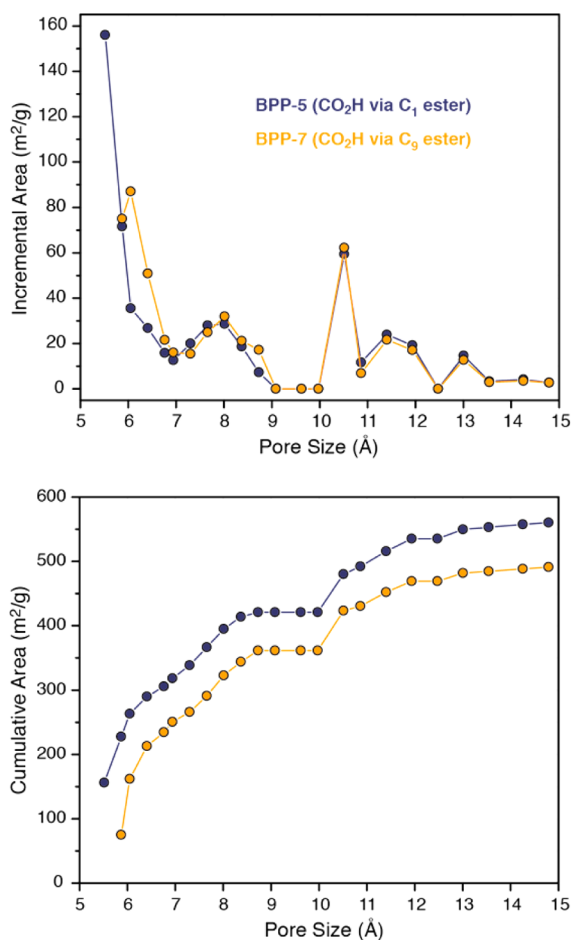 160
140
120
100
80
60
40
20
0
Incremental Area (m²/g)
BPP-5 (CO₂H via C₁ ester)
BPP-7 (CO₂H via C₉ ester)
5 6 7 8 9 10 11 12 13 14 15
Pore Size (Å)
600
500
400
300
200
100
0
Cumulative Area (m²/g)
5 6 7 8 9 10 11 12 13 14 15
Pore Size (Å)